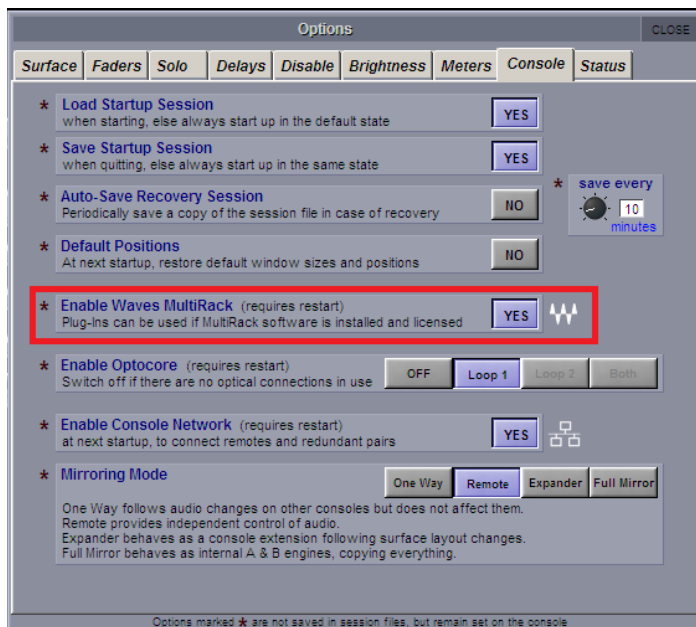 Options
CLOSE
Surface Faders Solo Delays Disable Brightness Meters Console Status
* Load Startup Session
when starting, else always start up in the default state
YES
* Save Startup Session
when quitting, else always start up in the same state
YES
* Auto-Save Recovery Session
Periodically save a copy of the session file in case of recovery
NO
* save every
10
minutes
* Default Positions
At next startup, restore default window sizes and positions
NO
* Enable Waves MultiRack (requires restart)
Plug-Ins can be used if MultiRack software is installed and licensed
YES
* Enable Optocore (requires restart)
Switch off if there are no optical connections in use
OFF Loop 1 Loop 2 Both
* Enable Console Network (requires restart)
at next startup, to connect remotes and redundant pairs
YES
* Mirroring Mode
One Way Remote Expander Full Mirror
One Way follows audio changes on other consoles but does not affect them.
Remote provides independent control of audio.
Expander behaves as a console extension following surface layout changes.
Full Mirror behaves as internal A & B engines, copying everything.
Options marked * are not saved in session files, but remain set on the console